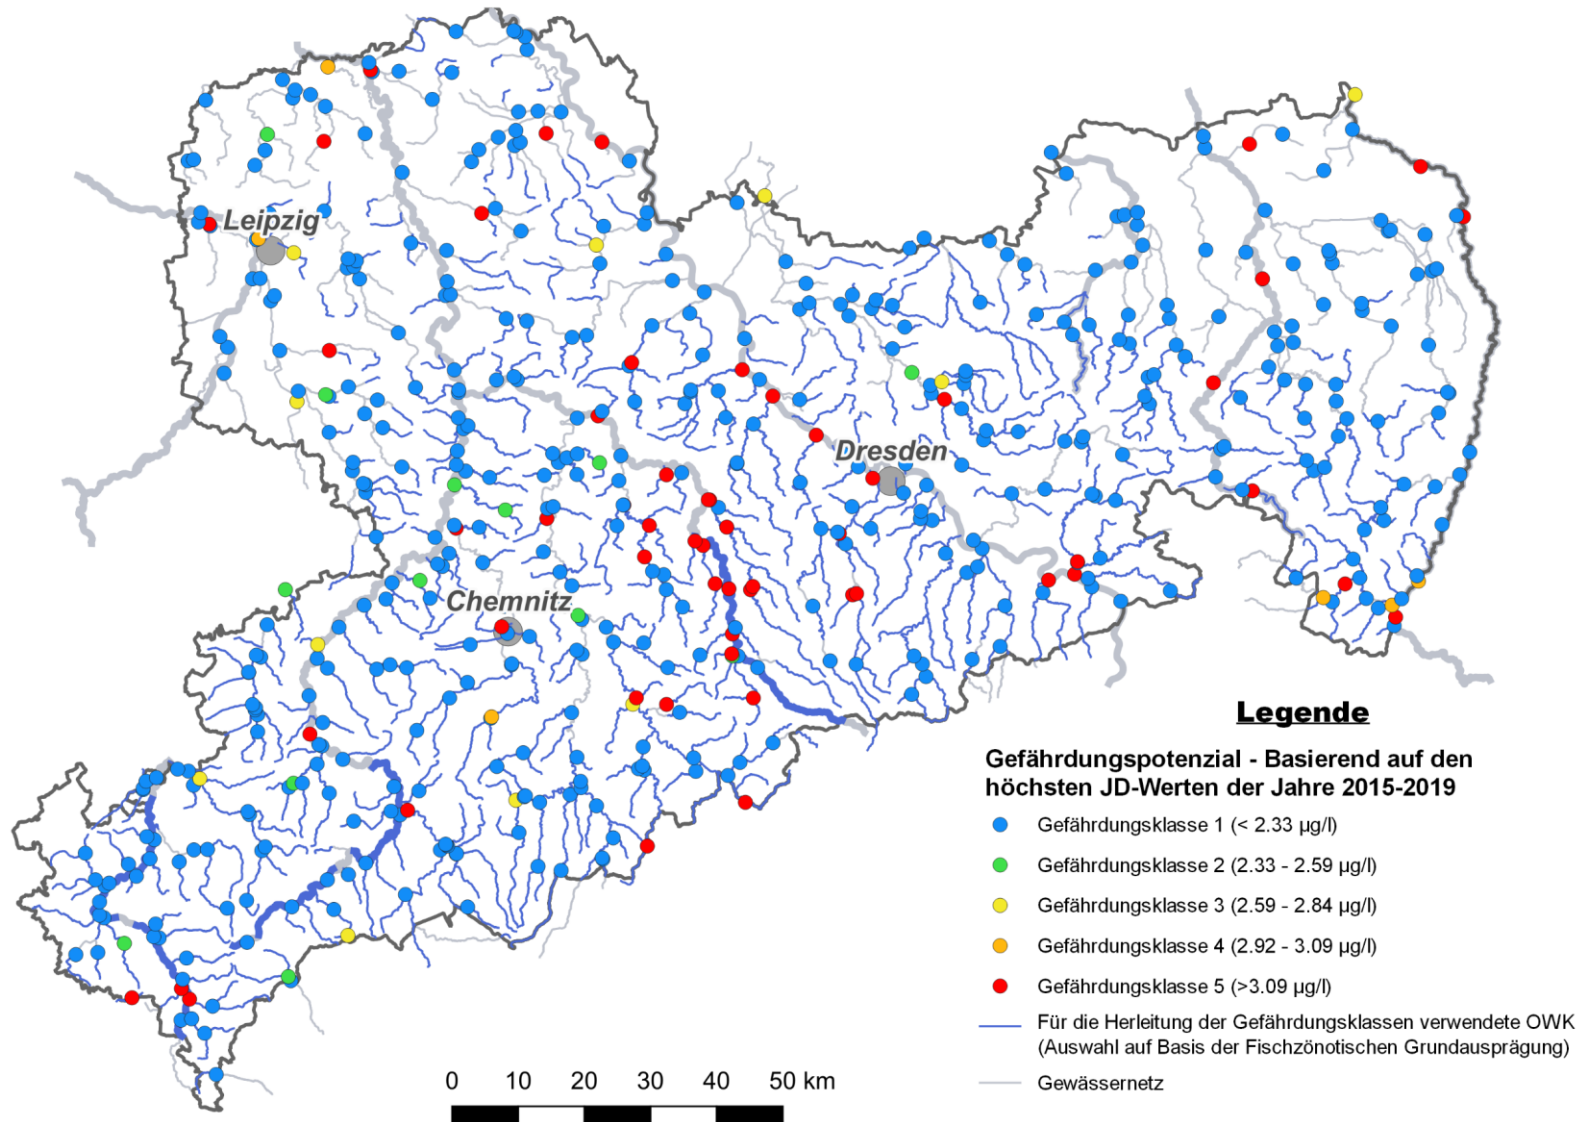 Leipzig
Dresden
Chemnitz
Legende
Gefährdungspotenzial - Basierend auf den
höchsten JD-Werten der Jahre 2015-2019
Gefährdungsklasse 1 (< 2.33 µg/l)
Gefährdungsklasse 2 (2.33 - 2.59 µg/l)
Gefährdungsklasse 3 (2.59 - 2.84 µg/l)
Gefährdungsklasse 4 (2.92 - 3.09 µg/l)
Gefährdungsklasse 5 (>3.09 µg/l)
Für die Herleitung der Gefährdungsklassen verwendete OWK
(Auswahl auf Basis der Fischzönotischen Grundausprägung)
Gewässernetz
0 10 20 30 40 50 km